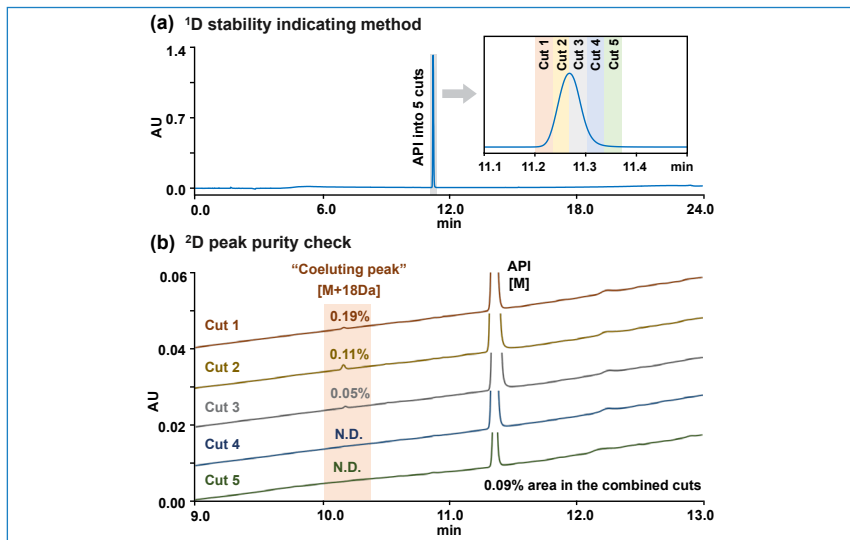 (a) ¹D stability indicating method
1.4
0.7
0.0
AU
API into 5 cuts
Cut 1
Cut 2
Cut 3
Cut 4
Cut 5
11.1 11.2 11.3 11.4 min
0.0 6.0 12.0 18.0 24.0
min
(b) ²D peak purity check
0.06
0.04
0.02
0.00
AU
“Coeluting peak”
[M+18Da]
API
[M]
Cut 1 0.19%
Cut 2 0.11%
Cut 3 0.05%
Cut 4 N.D.
Cut 5 N.D.
0.09% area in the combined cuts
9.0 10.0 11.0 12.0 13.0
min